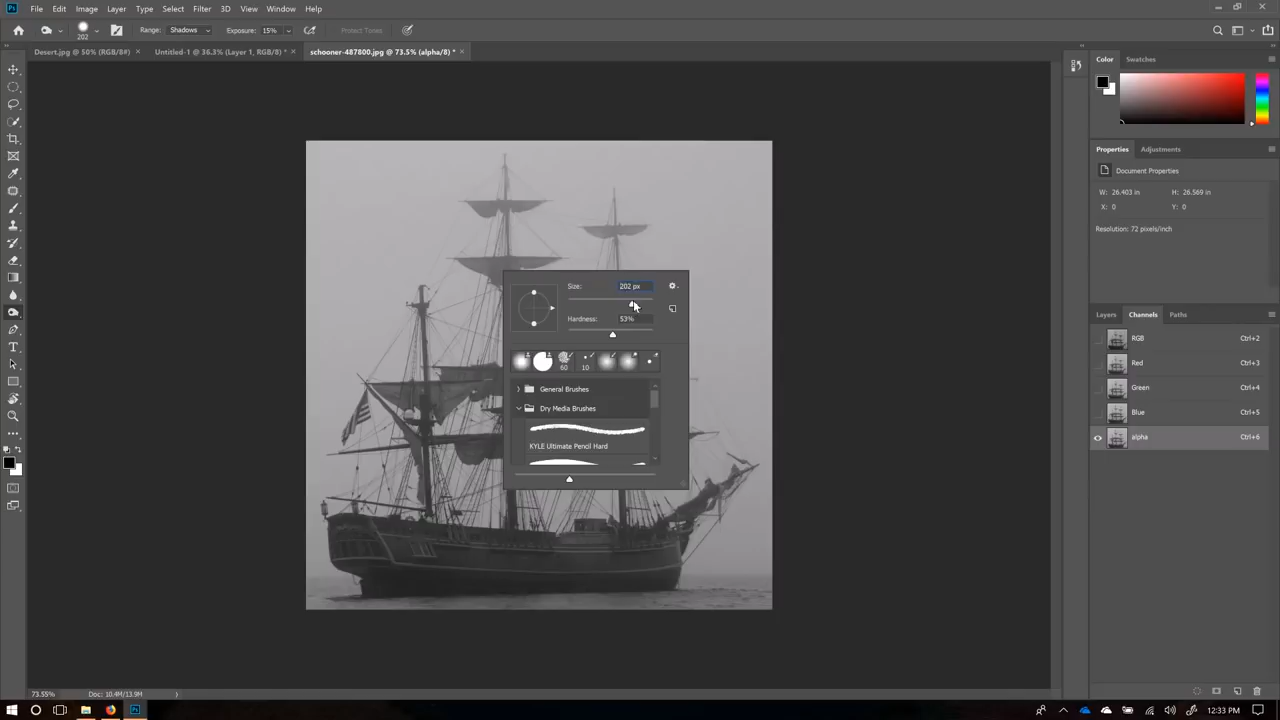 File Edit Image Layer Type Select Filter 3D View Window Help
202
Range: Shadows Exposure: 15% Protect Tones
Desert.jpg @ 50% (RGB/8#) × Untitled-1 @ 36.3% (Layer 1, RGB/8) * × schooner-487800.jpg @ 73.5% (alpha/8) * ×
Color Swatches
Properties Adjustments
Document Properties
W: 26.403 in H: 26.569 in
X: 0 Y: 0
Resolution: 72 pixels/inch
Size: 202 px
Hardness: 53%
60 10
General Brushes
Dry Media Brushes
KYLE Ultimate Pencil Hard
Layers Channels Paths
RGB Ctrl+2
Red Ctrl+3
Green Ctrl+4
Blue Ctrl+5
alpha Ctrl+6
73.55% Doc: 10.4M/13.9M
Ps
12:33 PM